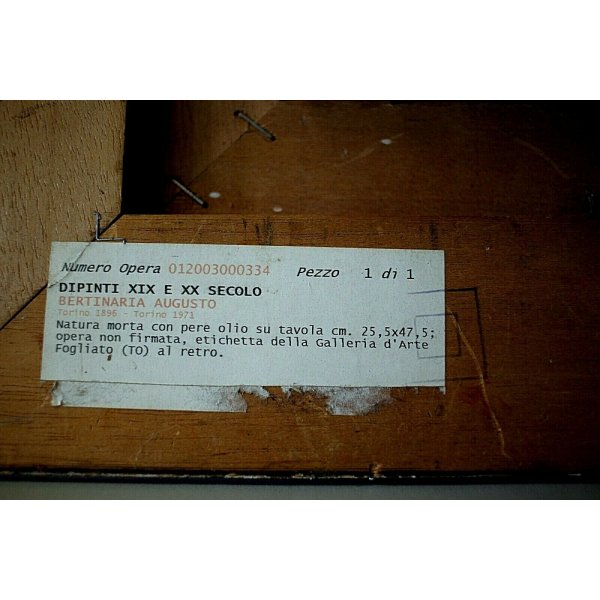 Numero Opera 012003000334 Pezzo 1 di 1
DIPINTI XIX E XX SECOLO
BERTINARIA AUGUSTO
Torino 1896 - Torino 1971
Natura morta con pere olio su tavola cm. 25,5x47,5;
opera non firmata, etichetta della Galleria d'Arte
Fogliato (TO) al retro.